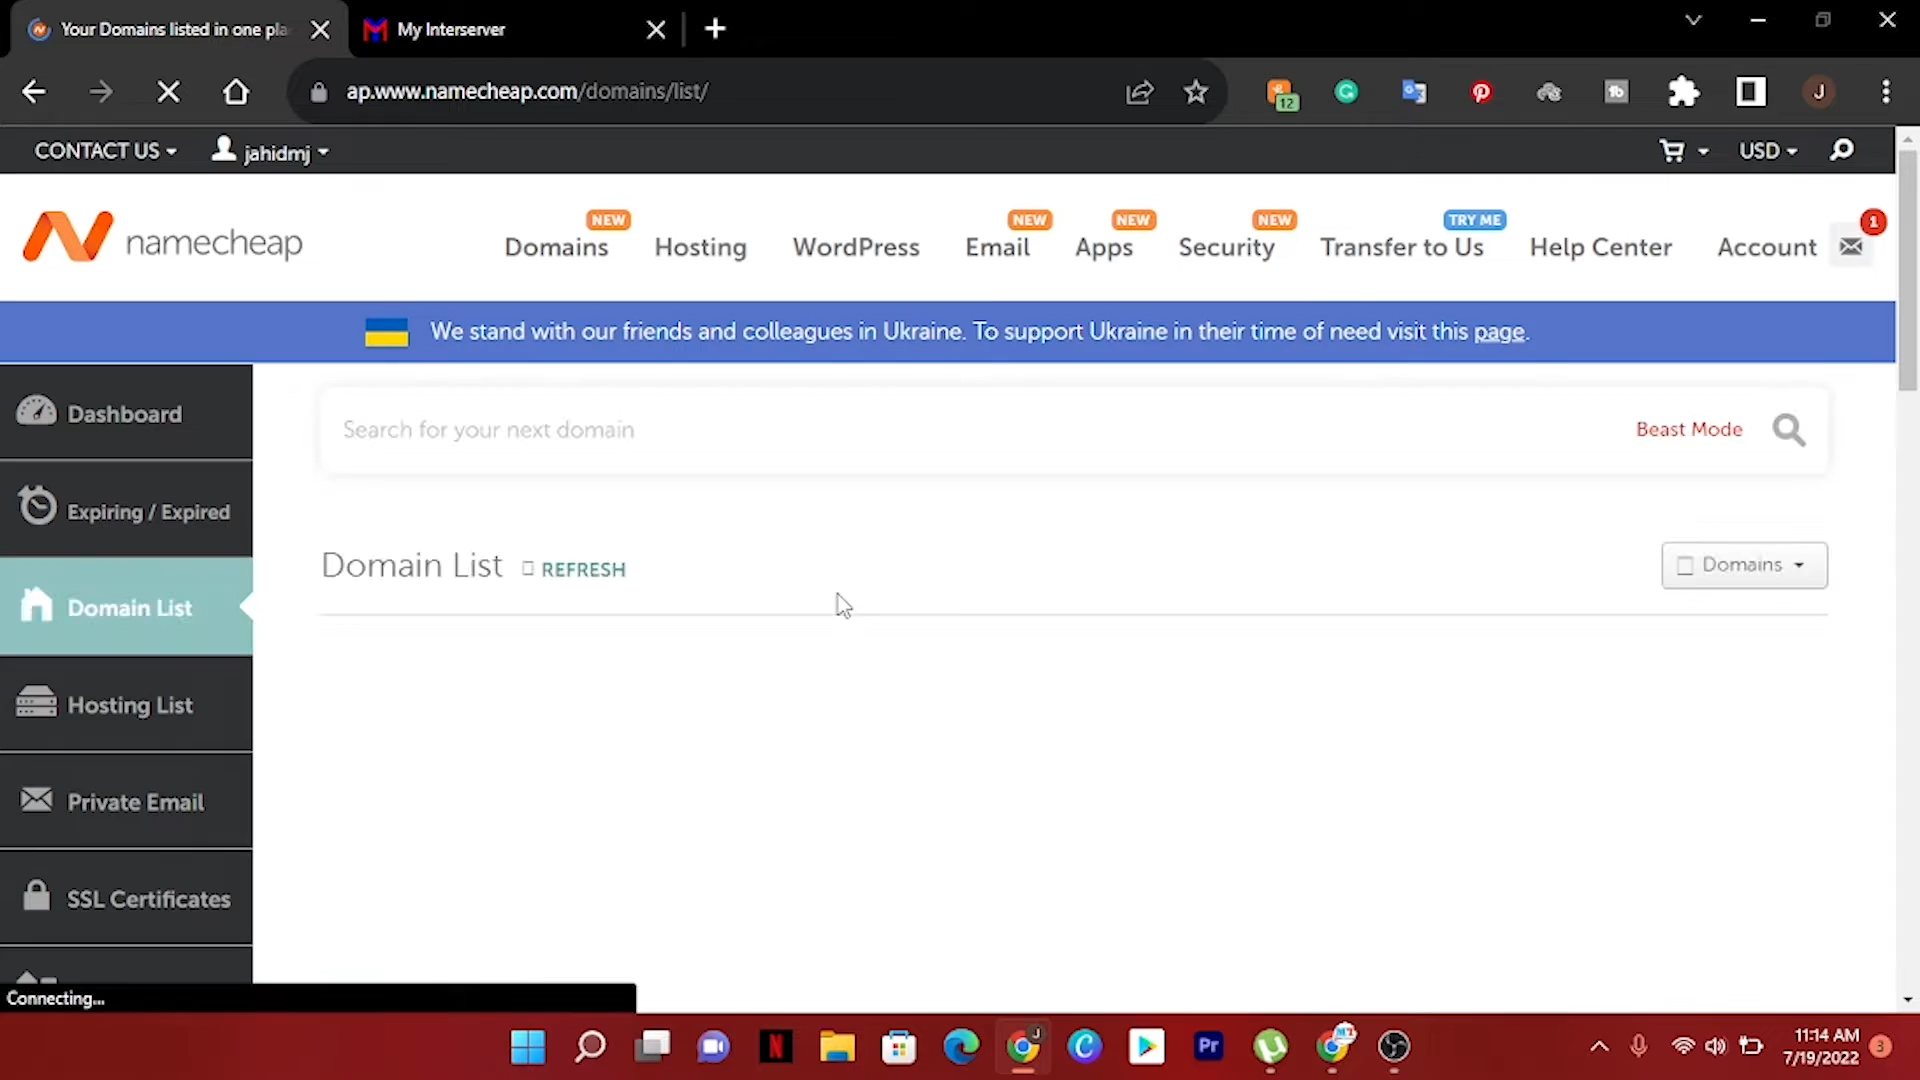 Your Domains listed in one pla
My Interserver
ap.www.namecheap.com/domains/list/
12
J
CONTACT US
jahidmj
USD
namecheap
NEW
Domains
Hosting
WordPress
NEW
Email
NEW
Apps
NEW
Security
TRY ME
Transfer to Us
Help Center
Account
1
We stand with our friends and colleagues in Ukraine. To support Ukraine in their time of need visit this page.
Dashboard
Search for your next domain
Beast Mode
Expiring / Expired
Domain List
REFRESH
Domains
Domain List
Hosting List
Private Email
SSL Certificates
Connecting...
Pr
11:14 AM
7/19/2022
3